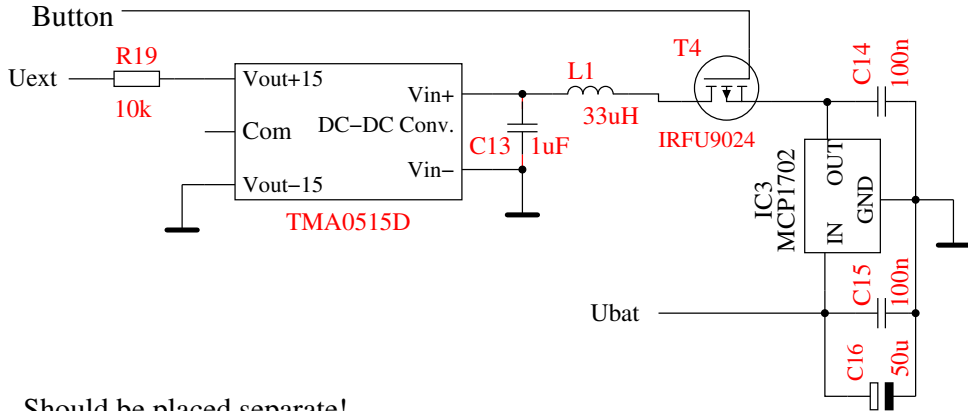 Button
T4
C14
100n
R19
Uext
10k
Vout+15
Com
Vout−15
Vin+
DC−DC Conv.
Vin−
TMA0515D
C13
1uF
L1
33uH
IRFU9024
IC3
MCP1702
OUT
IN
GND
C15
100n
Ubat
C16
50u
Should be placed separate!